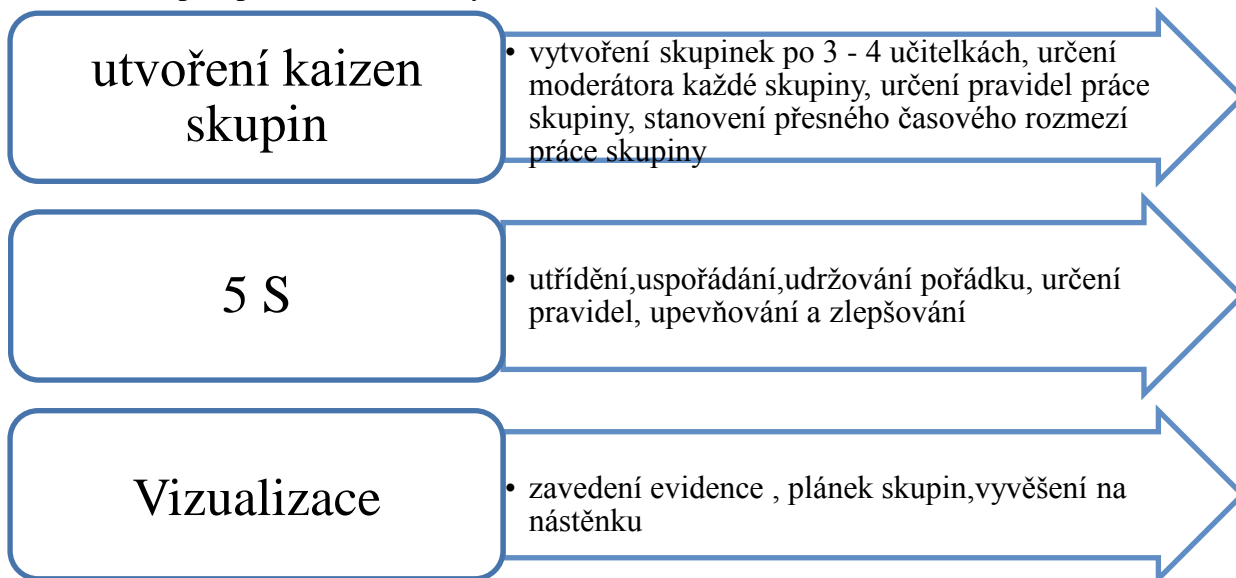 utvoření kaizen
skupin
• vytvoření skupinek po 3 - 4 učitelkách, určení
moderátora každé skupiny, určení pravidel práce
skupiny, stanovení přesného časového rozmezí
práce skupiny
5 S
• utřídění,uspořádání,udržování pořádku, určení
pravidel, upevňování a zlepšování
Vizualizace
• zavedení evidence , plánek skupin,vyvěšení na
nástěnku